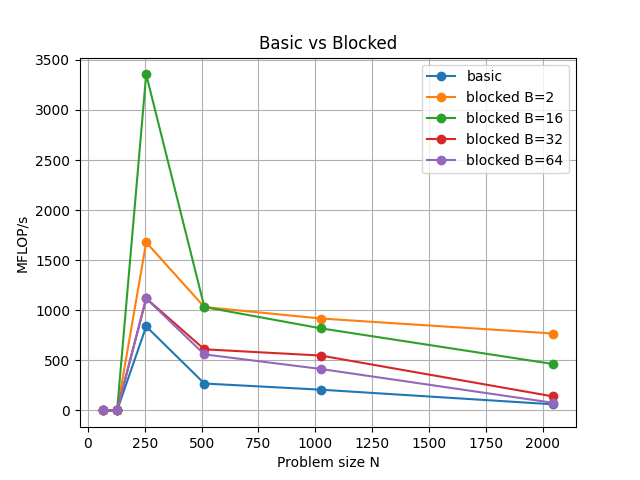 Basic vs Blocked
MFLOP/s
3500
3000
2500
2000
1500
1000
500
0
basic
blocked B=2
blocked B=16
blocked B=32
blocked B=64
0 250 500 750 1000 1250 1500 1750 2000
Problem size N